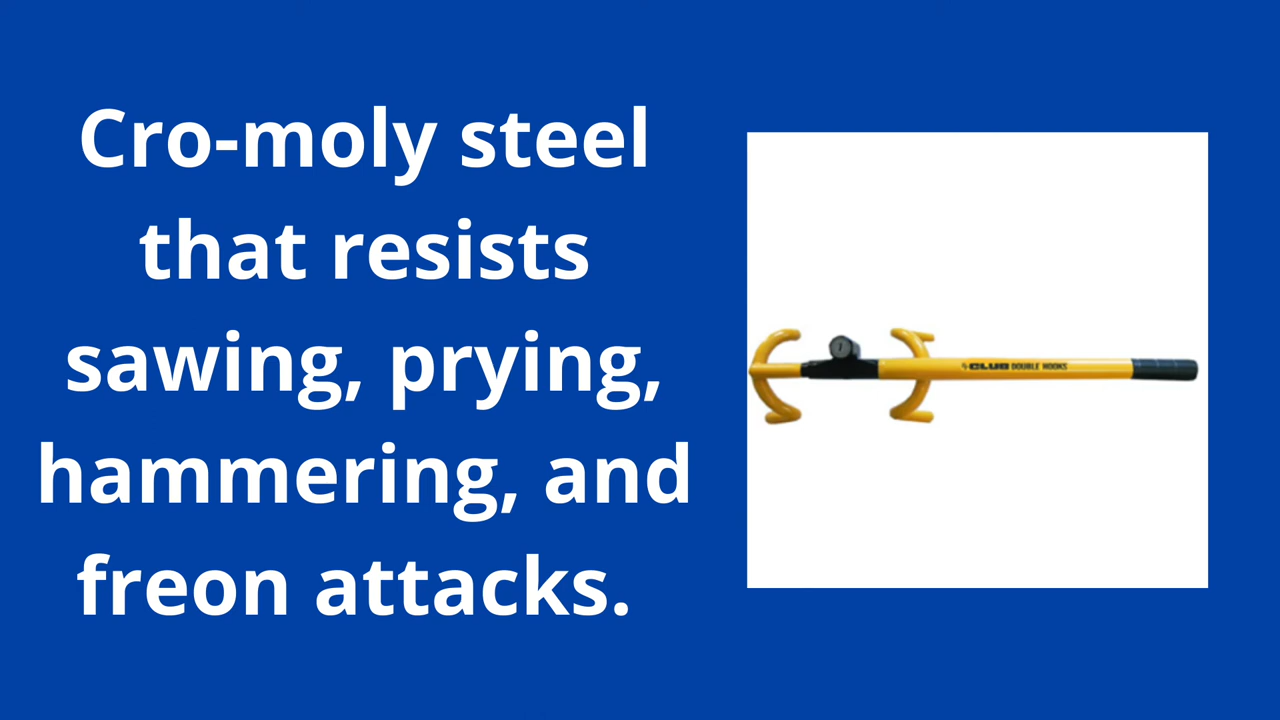 Cro-moly steel
that resists
sawing, prying,
hammering, and
freon attacks.
CLUB DOUBLE HOOKS